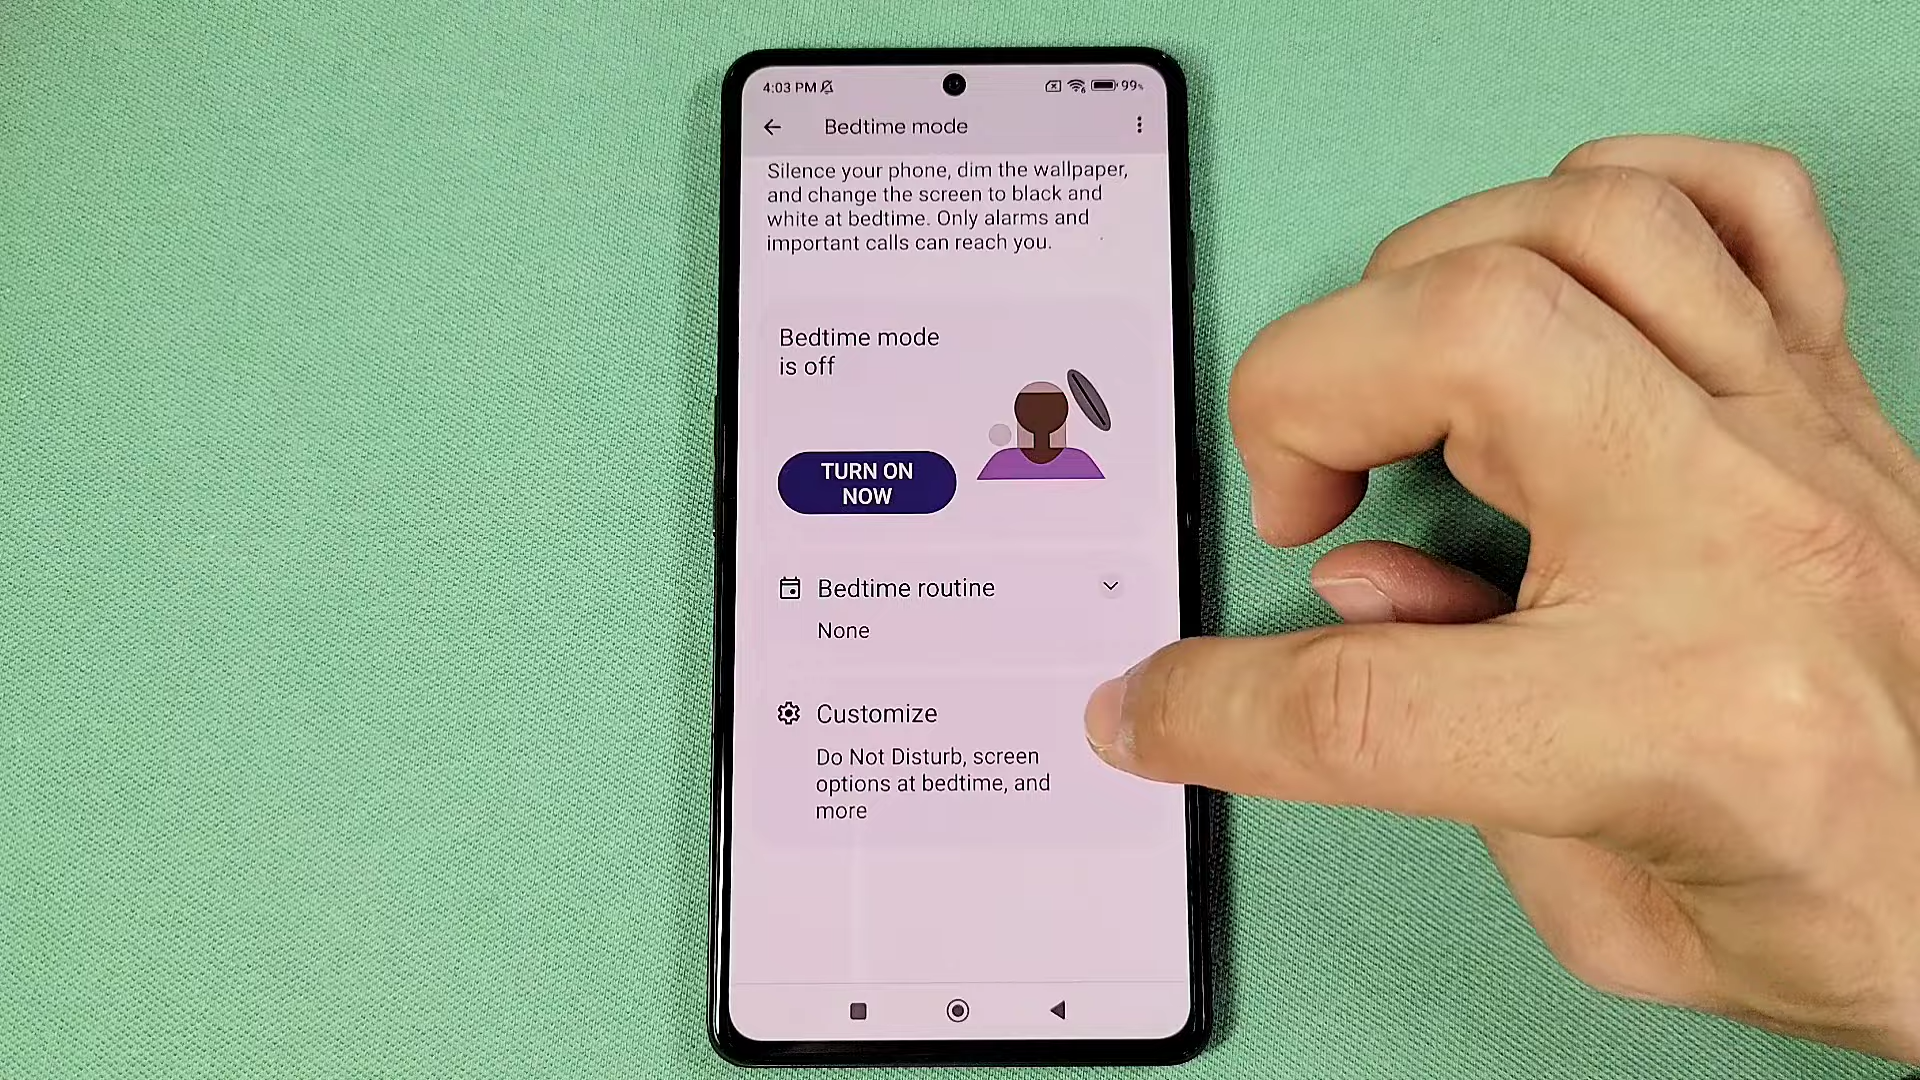 4:03 PM
99%
Bedtime mode
Silence your phone, dim the wallpaper,
and change the screen to black and
white at bedtime. Only alarms and
important calls can reach you.
Bedtime mode
is off
TURN ON
NOW
Bedtime routine
None
Customize
Do Not Disturb, screen
options at bedtime, and
more